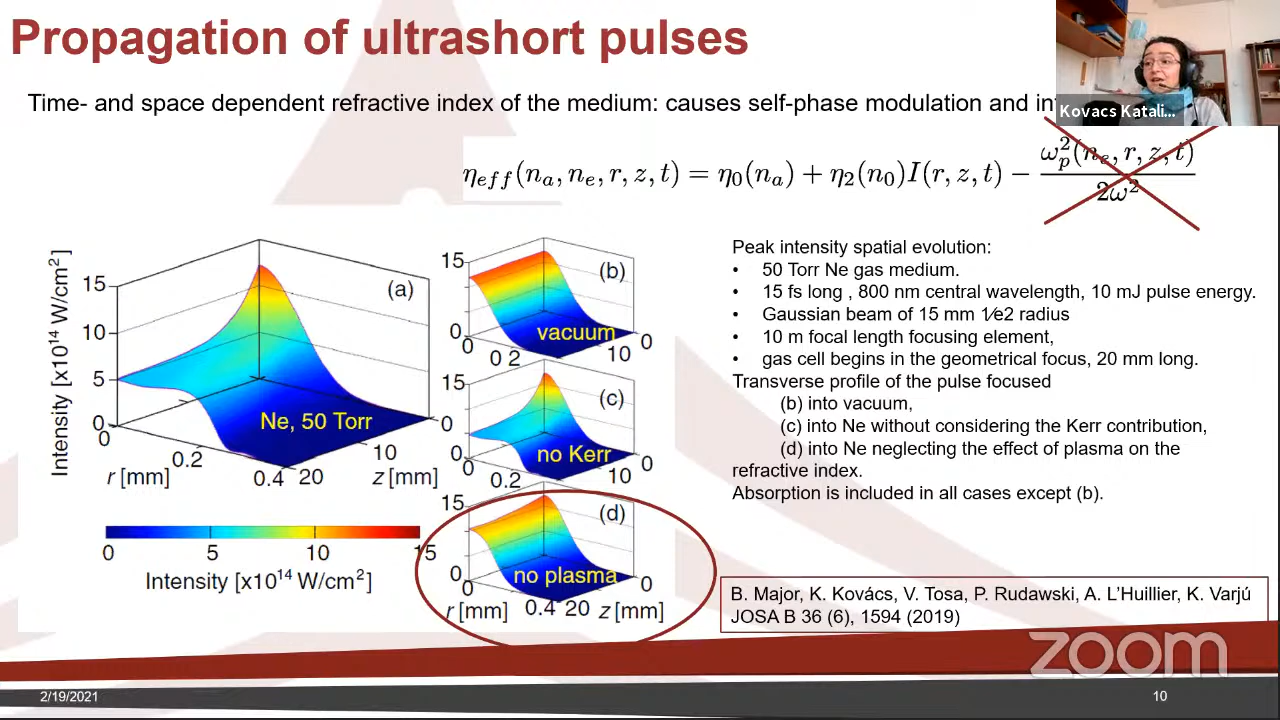 Propagation of ultrashort pulses
Time- and space dependent refractive index of the medium: causes self-phase modulation and in
Kovacs Katali...
η_eff(n_a, n_e, r, z, t) = η_0(n_a) + η_2(n_0)I(r, z, t) − ω_p^2(n_e, r, z, t) / 2ω^2
Intensity [x10^14 W/cm^2]
15
10
5
0
(a)
Ne, 50 Torr
0
0.2
0.4
r [mm]
20
10
0
z [mm]
15
0
(b)
vacuum
0
0 2
10
0
15
0
(c)
no Kerr
0
0.2
10
0
15
0
(d)
no plasma
0
r [mm]
0.4
20
z [mm]
0
0
5
10
15
Intensity [x10^14 W/cm^2]
Peak intensity spatial evolution:
• 50 Torr Ne gas medium.
• 15 fs long , 800 nm central wavelength, 10 mJ pulse energy.
• Gaussian beam of 15 mm 1⁄e2 radius
• 10 m focal length focusing element,
• gas cell begins in the geometrical focus, 20 mm long.
Transverse profile of the pulse focused
(b) into vacuum,
(c) into Ne without considering the Kerr contribution,
(d) into Ne neglecting the effect of plasma on the
refractive index.
Absorption is included in all cases except (b).
B. Major, K. Kovács, V. Tosa, P. Rudawski, A. L’Huillier, K. Varjú
JOSA B 36 (6), 1594 (2019)
zoom
2/19/2021
10